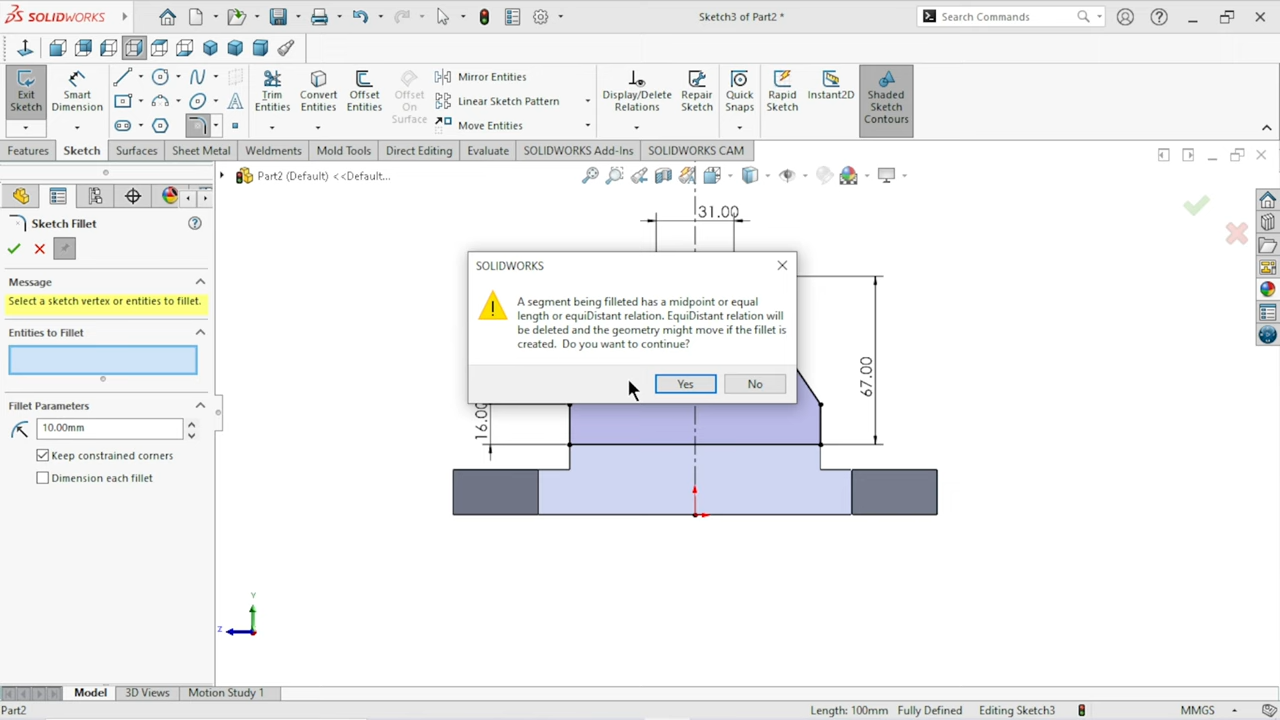 SOLIDWORKS
Sketch3 of Part2 *
Search Commands
Exit Sketch
Smart Dimension
Trim Entities
Convert Entities
Offset Entities
Offset On Surface
Mirror Entities
Linear Sketch Pattern
Move Entities
Display/Delete Relations
Repair Sketch
Quick Snaps
Rapid Sketch
Instant2D
Shaded Sketch Contours
Features
Sketch
Surfaces
Sheet Metal
Weldments
Mold Tools
Direct Editing
Evaluate
SOLIDWORKS Add-Ins
SOLIDWORKS CAM
Part2 (Default) <<Default...
Sketch Fillet
Message
Select a sketch vertex or entities to fillet.
Entities to Fillet
Fillet Parameters
10.00mm
Keep constrained corners
Dimension each fillet
31.00
67.00
16.00
SOLIDWORKS
A segment being filleted has a midpoint or equal
length or equiDistant relation. EquiDistant relation will
be deleted and the geometry might move if the fillet is
created. Do you want to continue?
Yes
No
Y
Z
Model
3D Views
Motion Study 1
Part2
Length: 100mm
Fully Defined
Editing Sketch3
MMGS